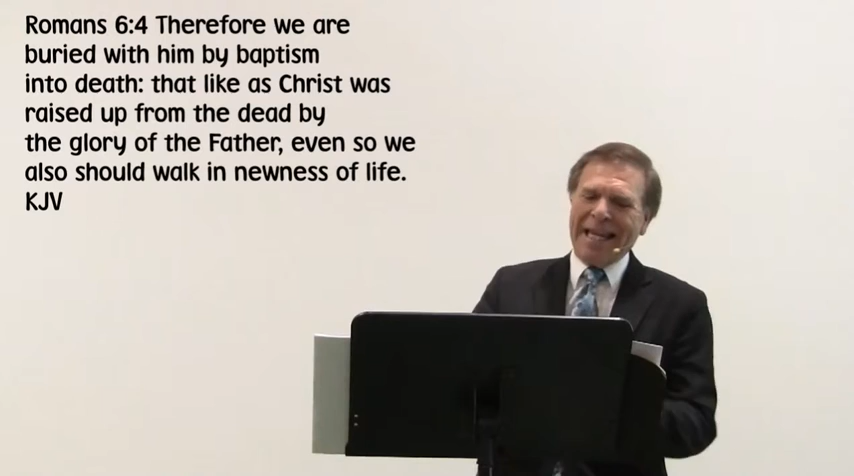 Romans 6:4 Therefore we are
buried with him by baptism
into death: that like as Christ was
raised up from the dead by
the glory of the Father, even so we
also should walk in newness of life.
KJV